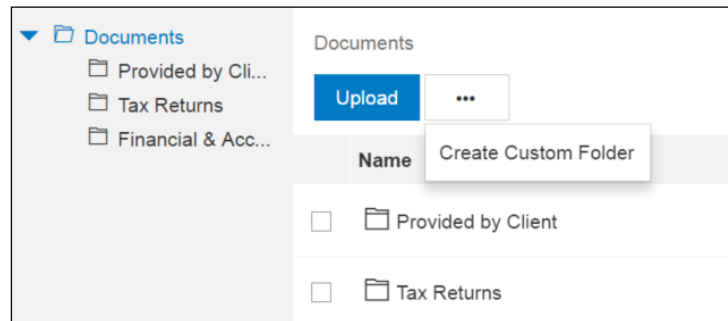 Documents
Provided by Cli...
Tax Returns
Financial & Acc...
Documents
Upload
•••
Create Custom Folder
Name
Provided by Client
Tax Returns